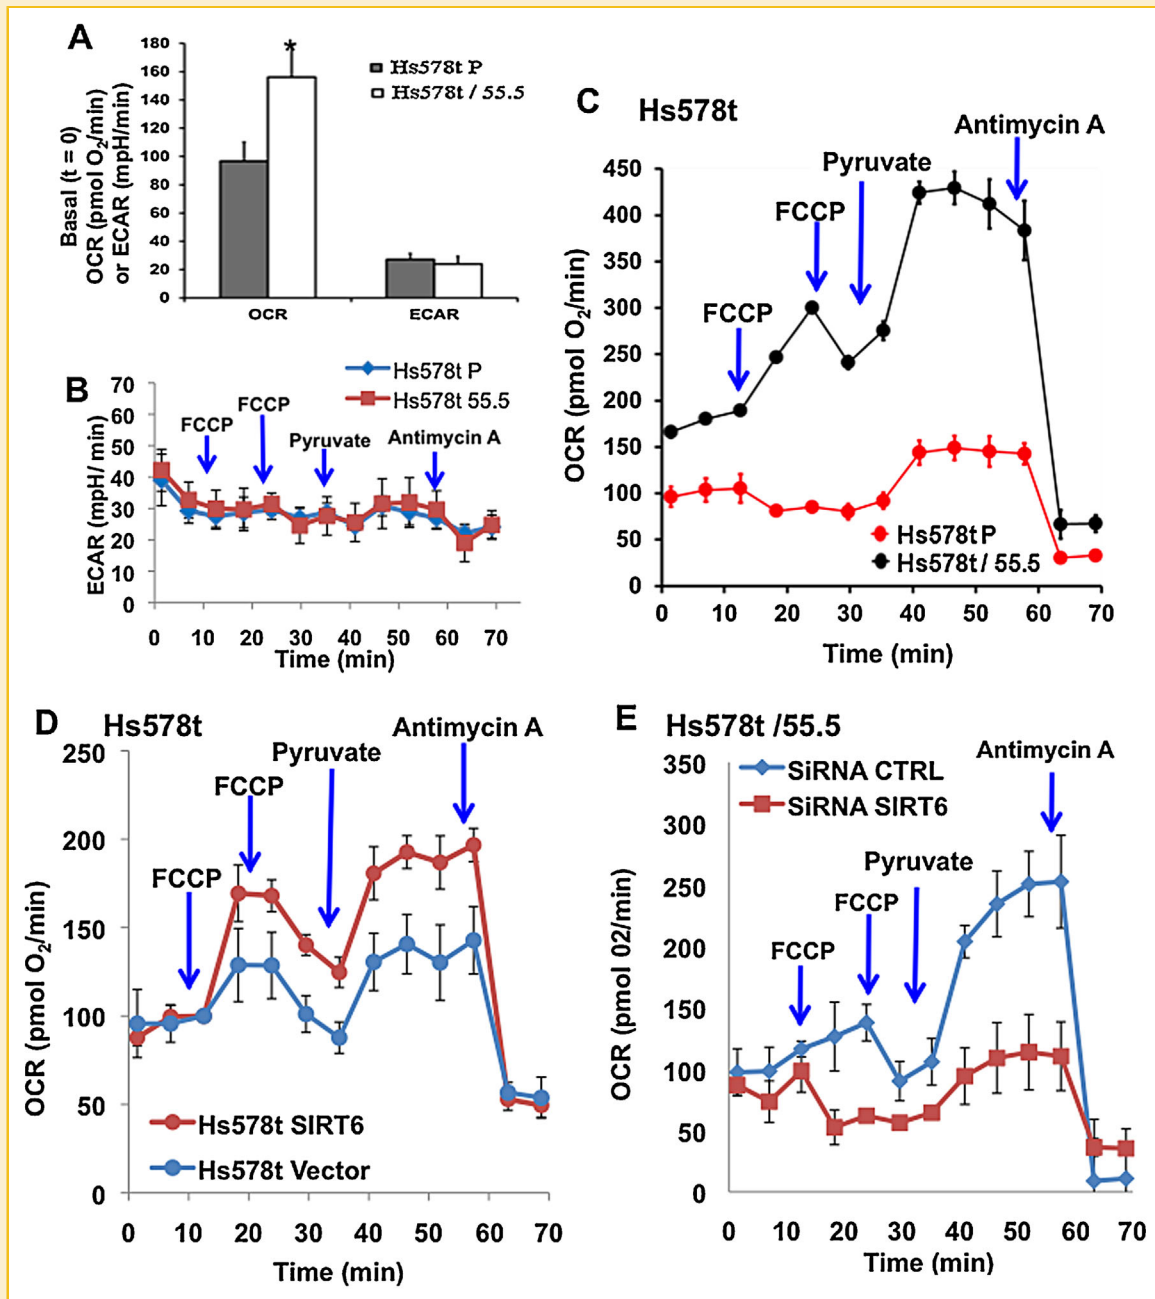 A
180
160
140
120
100
80
60
40
20
0
Basal (t = 0)
OCR (pmol O2/min)
or ECAR (mpH/min)
*
Hs578t P
Hs578t / 55.5
OCR
ECAR
B
Hs578t P
Hs578t 55.5
70
60
50
40
30
20
10
0
ECAR (mpH/ min)
FCCP
FCCP
Pyruvate
Antimycin A
0 10 20 30 40 50 60 70
Time (min)
C
Hs578t
Antimycin A
Pyruvate
FCCP
FCCP
450
400
350
300
250
200
150
100
50
0
OCR (pmol O2/min)
Hs578t P
Hs578t / 55.5
0 10 20 30 40 50 60 70
Time (min)
D
Hs578t
Antimycin A
Pyruvate
FCCP
FCCP
250
200
150
100
50
0
OCR (pmol O2/min)
Hs578t SIRT6
Hs578t Vector
0 10 20 30 40 50 60 70
Time (min)
E
Hs578t /55.5
Antimycin A
SiRNA CTRL
SiRNA SIRT6
Pyruvate
FCCP
FCCP
350
300
250
200
150
100
50
0
OCR (pmol 02/min)
0 10 20 30 40 50 60 70
Time (min)